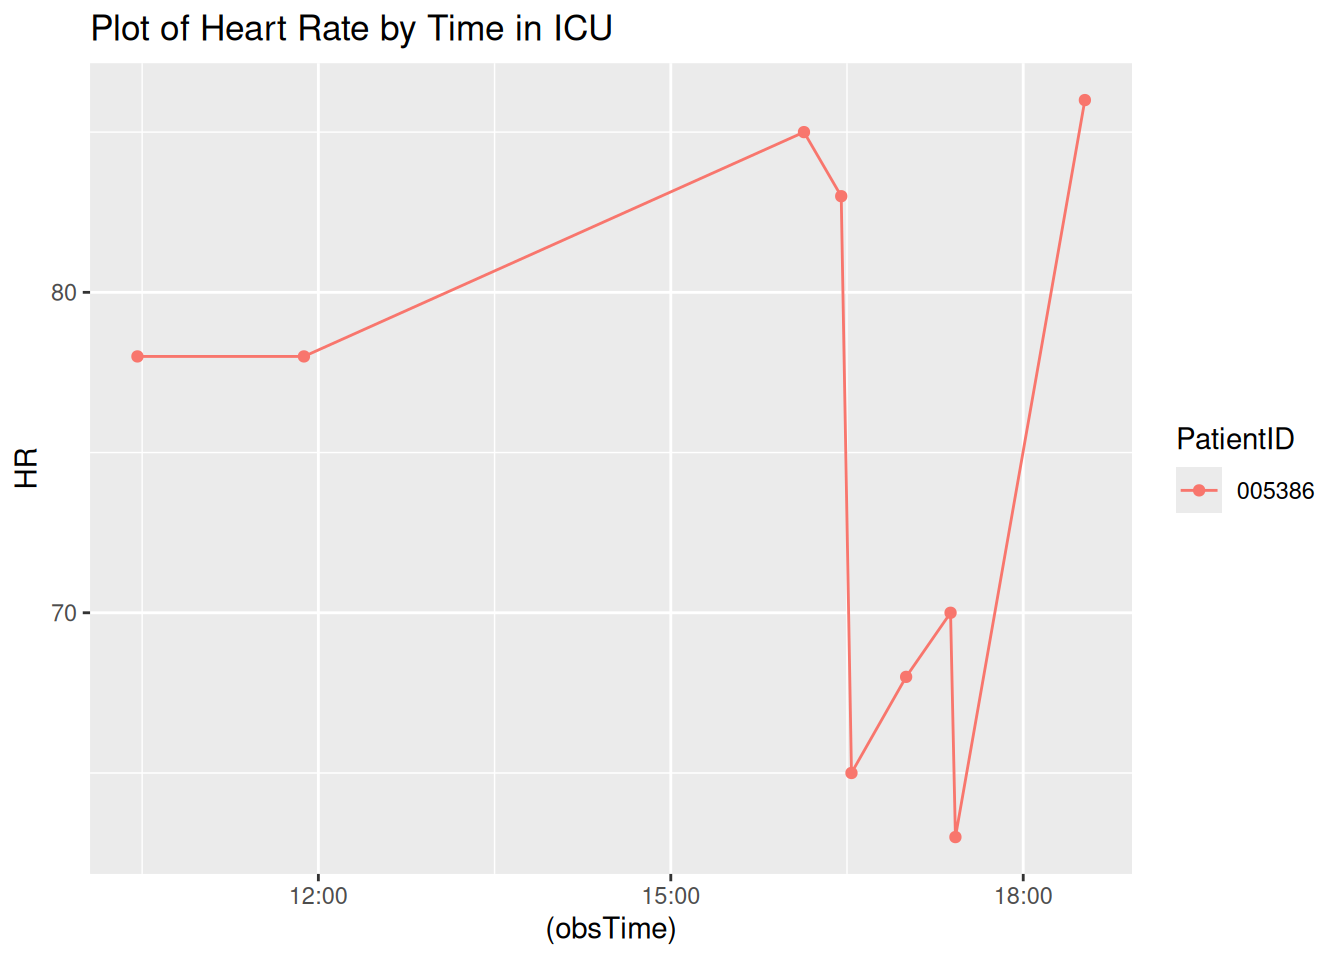 Plot of Heart Rate by Time in ICU
80
70
HR
12:00 15:00 18:00
(obsTime)
PatientID
005386